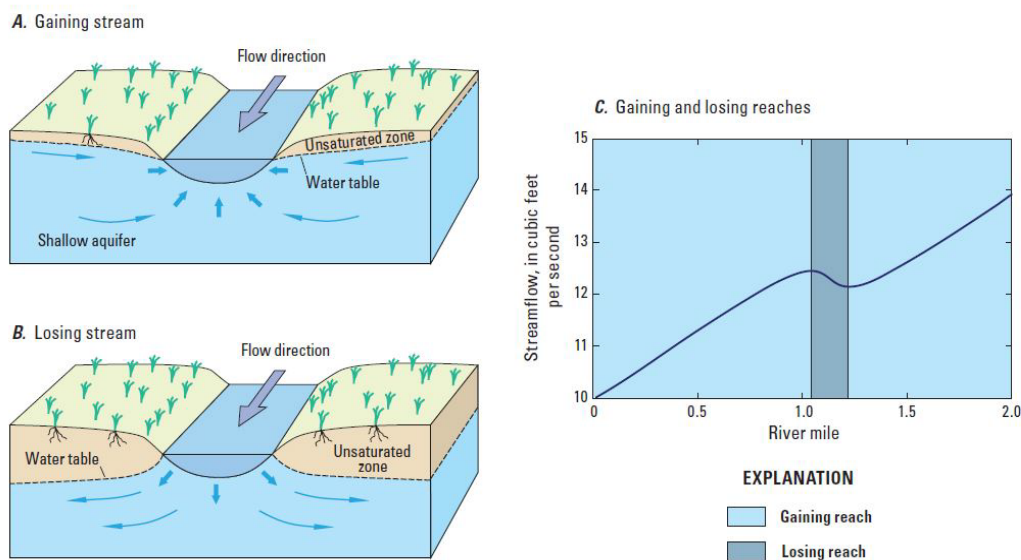 A. Gaining stream
Flow direction
Unsaturated zone
Water table
Shallow aquifer
B. Losing stream
Flow direction
Water table
Unsaturated
zone
C. Gaining and losing reaches
Streamflow, in cubic feet
per second
15
14
13
12
11
10
0
0.5
1.0
1.5
2.0
River mile
EXPLANATION
Gaining reach
Losing reach